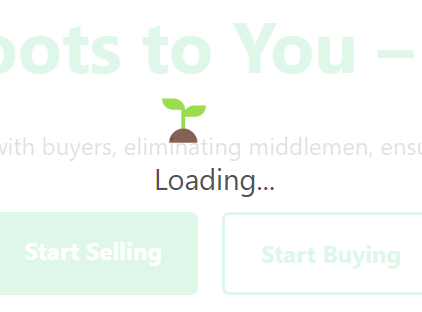 oots to You –
with buyers, eliminating middlemen, ensu
Loading...
Start Selling
Start Buying